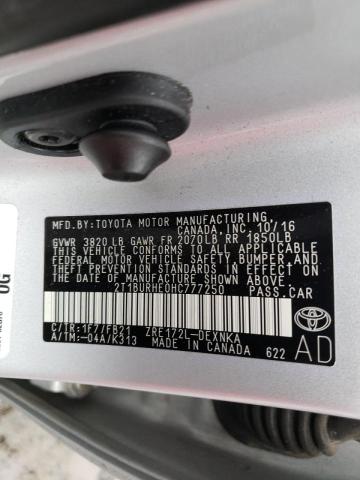 MFD.BY:TOYOTA MOTOR MANUFACTURING,
CANADA, INC. 10/16
GVWR 3820LB GAWR FR 2070LB RR 1850LB
THIS VEHICLE CONFORMS TO ALL APPLICABLE
FEDERAL MOTOR VEHICLE SAFETY, BUMPER, AND
THEFT PREVENTION STANDARDS IN EFFECT ON
THE DATE OF MANUFACTURE SHOWN ABOVE.
2T1BURHE0HC777250 PASS.CAR
C/TR:1F7/FB21 ZRE172L-DEXNKA
A/TM:-04A/K313 MADE IN CANADA 622
AD
OG